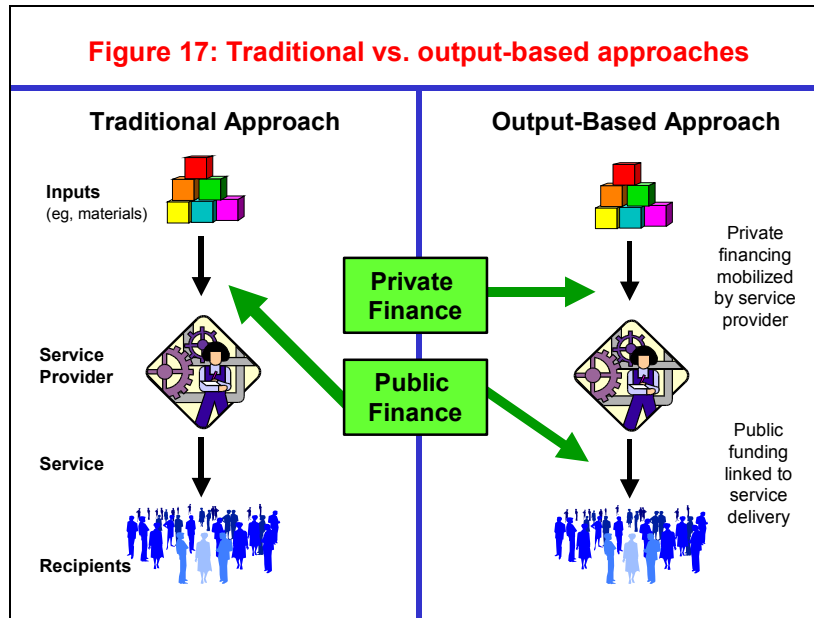 Figure 17: Traditional vs. output-based approaches
Traditional Approach
Inputs
(eg, materials)
Service
Provider
Service
Recipients
Private
Finance
Public
Finance
Output-Based Approach
Private
financing
mobilized
by service
provider
Public
funding
linked to
service
delivery